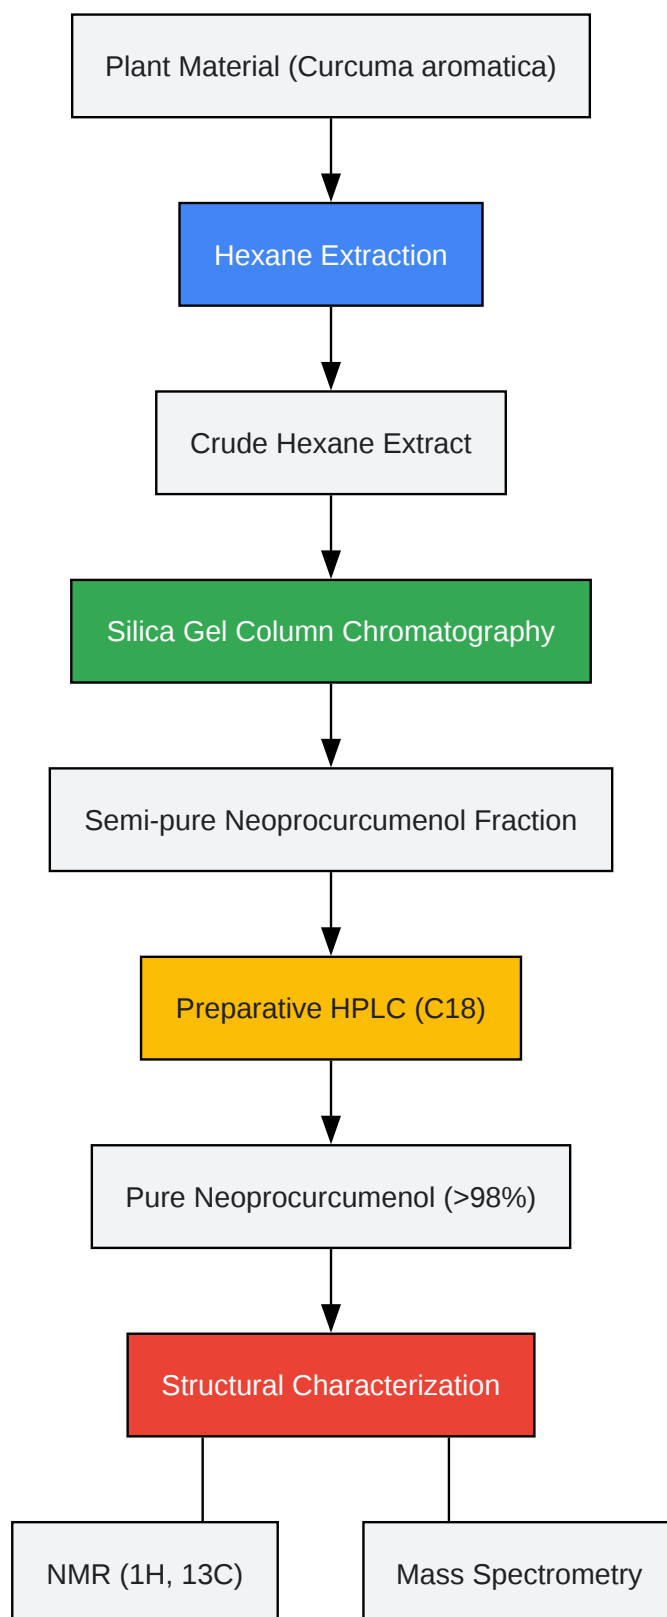 Plant Material (Curcuma aromatica)
Hexane Extraction
Crude Hexane Extract
Silica Gel Column Chromatography
Semi-pure Neoprocurcumenol Fraction
Preparative HPLC (C18)
Pure Neoprocurcumenol (>98%)
Structural Characterization
NMR (1H, 13C)
Mass Spectrometry